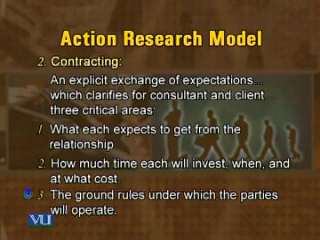 Action Research Model
2. Contracting:
An explicit exchange of expectations...
which clarifies for consultant and client
three critical areas:
1. What each expects to get from the
relationship.
2. How much time each will invest, when, and
at what cost.
3. The ground rules under which the parties
will operate.
VU